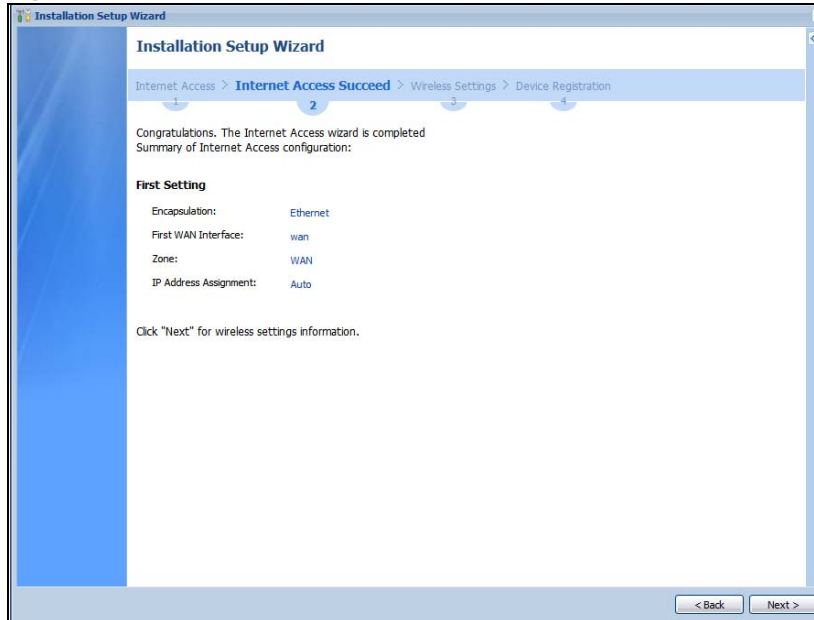 Installation Setup Wizard
Installation Setup Wizard
Internet Access > Internet Access Succeed > Wireless Settings > Device Registration
1 2 3 4
Congratulations. The Internet Access wizard is completed
Summary of Internet Access configuration:
First Setting
Encapsulation: Ethernet
First WAN Interface: wan
Zone: WAN
IP Address Assignment: Auto
Click "Next" for wireless settings information.
< Back Next >